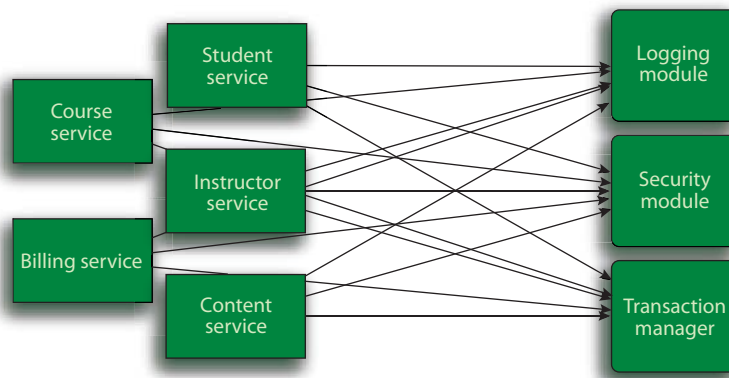 Student
service
Course
service
Instructor
service
Billing service
Content
service
Logging
module
Security
module
Transaction
manager